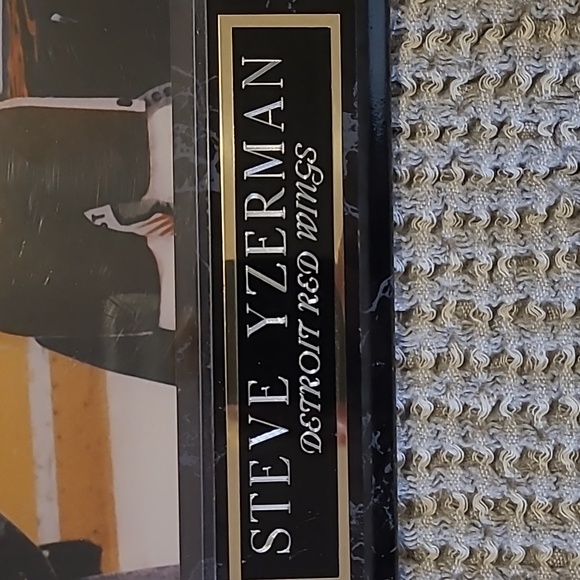 STEVE YZERMAN
DETROIT RED WINGS